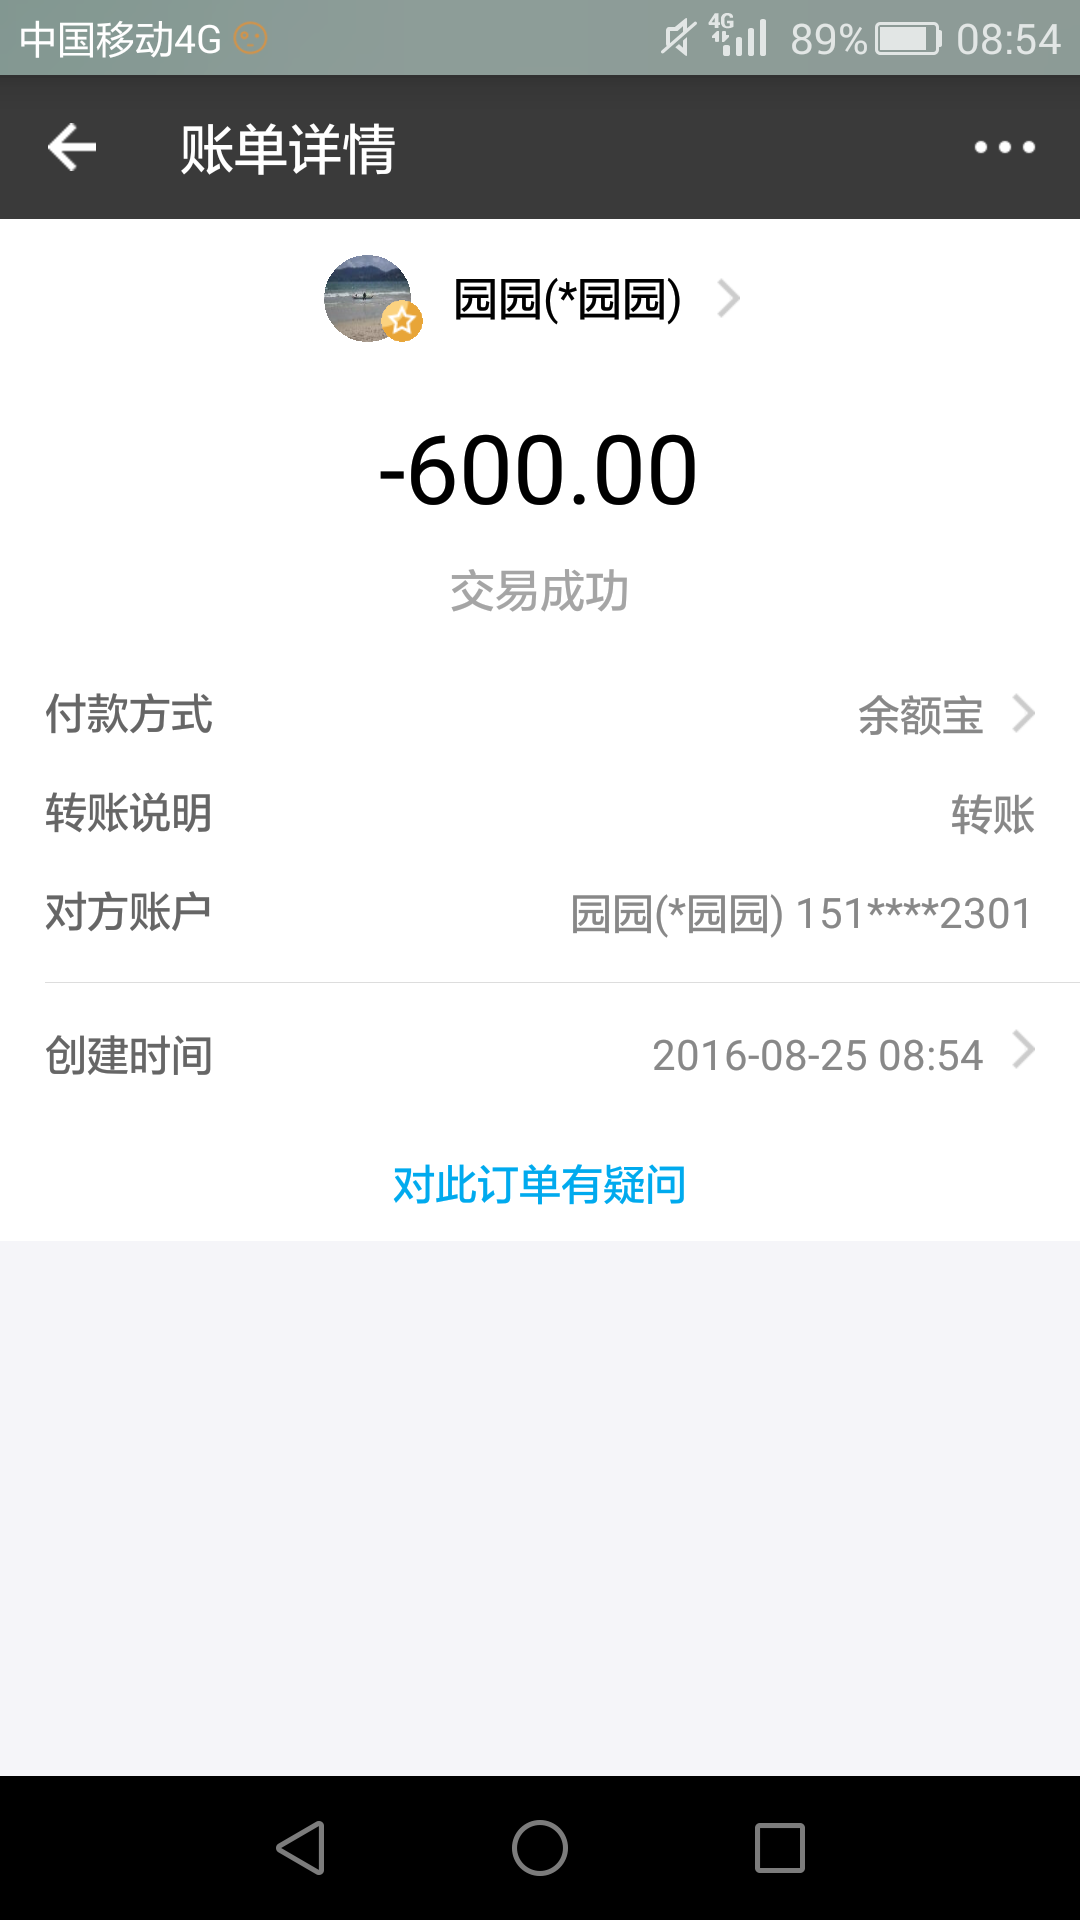 中国移动4G 4G 89% 08:54
账单详情
园园(*园园)
-600.00
交易成功
付款方式 余额宝
转账说明 转账
对方账户 园园(*园园) 151****2301
创建时间 2016-08-25 08:54
对此订单有疑问